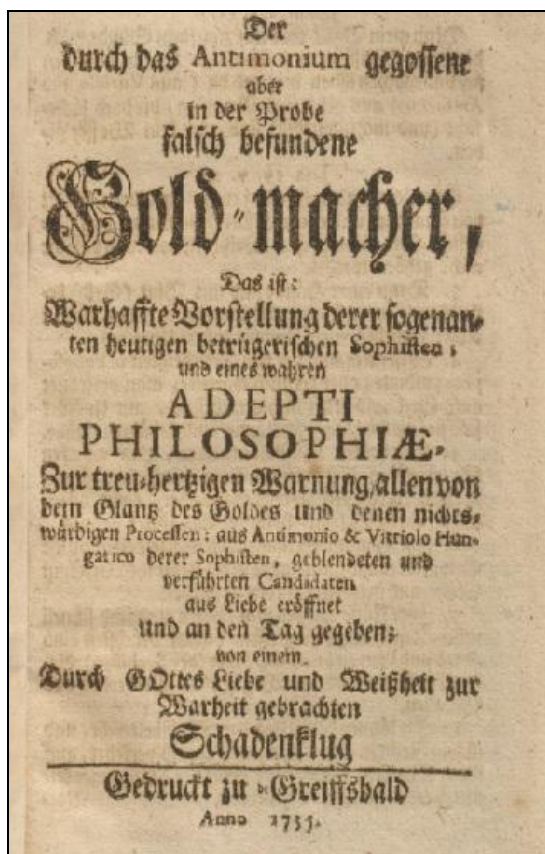 Der
durch das Antimonium gegossene
aber
in der Probe
falsch befundene
Gold-macher,
Das ist:
Warhaffte Vorstellung derer sogenan-
ten heutigen betrügerischen Sophisten,
und eines wahren
ADEPTI
PHILOSOPHIÆ.
Zur treu-hertzigen Warnung/allen von
dem Glantz des Goldes und denen nichts-
würdigen Processen: aus Antimonio & Vitriolo Hun-
garico derer Sophisten, geblendeten und
verführten Candidaten
aus Liebe eröffnet
und an den Tag gegeben;
von einem
Durch GOttes Liebe und Weißheit zur
Warheit gebrachten
Schadenklug
Gedruckt zu Greiffsbald
Anno 1735.